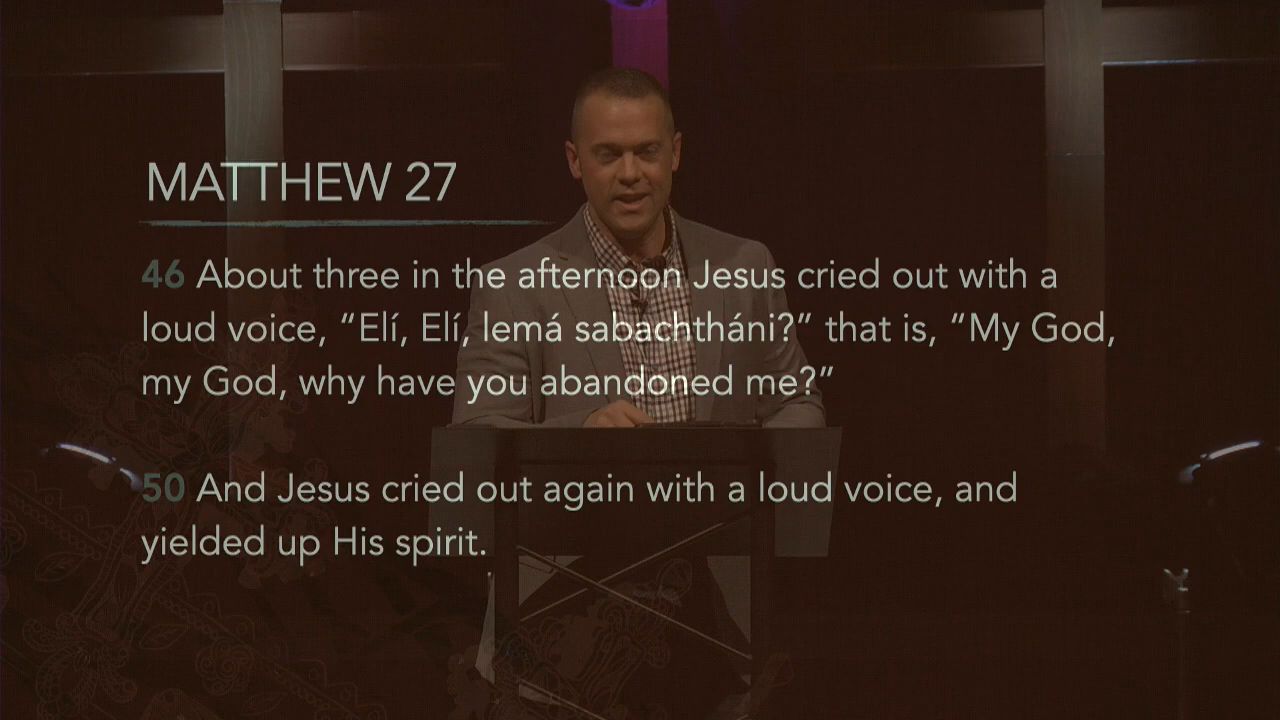 MATTHEW 27
46 About three in the afternoon Jesus cried out with a
loud voice, “Elí, Elí, lemá sabachtháni?” that is, “My God,
my God, why have you abandoned me?”
50 And Jesus cried out again with a loud voice, and
yielded up His spirit.